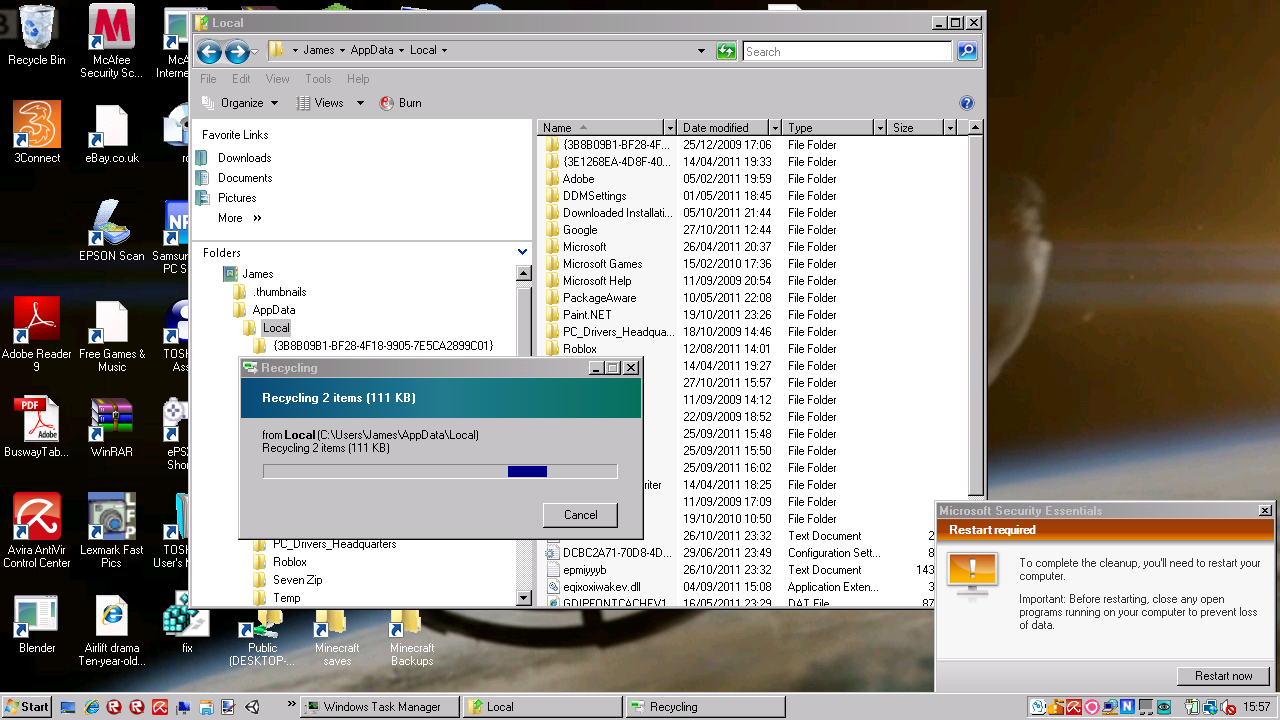 Local
James
AppData
Local
Search
File Edit View Tools Help
Organize
Views
Burn
Favorite Links
Downloads
Documents
Pictures
More
Folders
James
.thumbnails
AppData
Local
{3B8B09B1-BF28-4F18-9905-7E5CA2899C01}
PC_Drivers_Headquarters
Roblox
Seven Zip
Temp
Name Date modified Type Size
{3B8B09B1-BF28-4F... 25/12/2009 17:06 File Folder
{3E1268EA-4D8F-40... 14/04/2011 19:33 File Folder
Adobe 05/02/2011 19:59 File Folder
DDMSettings 01/05/2011 18:45 File Folder
Downloaded Installati... 05/10/2011 21:44 File Folder
Google 27/10/2011 12:44 File Folder
Microsoft 26/04/2011 20:37 File Folder
Microsoft Games 15/02/2010 17:36 File Folder
Microsoft Help 11/09/2009 20:54 File Folder
PackageAware 10/05/2011 22:08 File Folder
Paint.NET 19/10/2011 23:26 File Folder
PC_Drivers_Headqua... 18/10/2009 14:46 File Folder
Roblox 12/08/2011 14:01 File Folder
14/04/2011 19:27 File Folder
27/10/2011 15:57 File Folder
11/09/2009 14:12 File Folder
22/09/2009 18:52 File Folder
25/09/2011 15:48 File Folder
25/09/2011 15:50 File Folder
25/09/2011 16:02 File Folder
14/04/2011 18:25 File Folder
11/09/2009 17:09 File Folder
19/10/2010 10:50 File Folder
26/10/2011 23:32 Text Document
DCBC2A71-70D8-4D... 29/06/2011 23:49 Configuration Sett... 8
epmiyyyb 26/10/2011 23:32 Text Document 143
eqixoxiwakev.dll 04/09/2011 15:08 Application Exten... 3
GDIPFONTCACHEV1 16/10/2011 23:29 DAT File 87
Recycling
Recycling 2 items (111 KB)
from Local (C:\Users\James\AppData\Local)
Recycling 2 items (111 KB)
Cancel
Microsoft Security Essentials
Restart required
To complete the cleanup, you'll need to restart your
computer.
Important: Before restarting, close any open
programs running on your computer to prevent loss
of data.
Restart now
McAfee
Security Sc...
3Connect
eBay.co.uk
EPSON Scan
Samsun
PC S
Adobe Reader
9
Free Games &
Music
TOSH
PDF
Adobe
BuswayTab...
WinRAR
ePS
Shor
Avira AntiVir
Control Center
Lexmark Fast
Pics
TOSH
Blender
Airlift drama
Ten-year-old...
fix
Public
(DESKTOP-...
Minecraft
saves
Minecraft
Backups
Start
Windows Task Manager
Local
Recycling
15:57